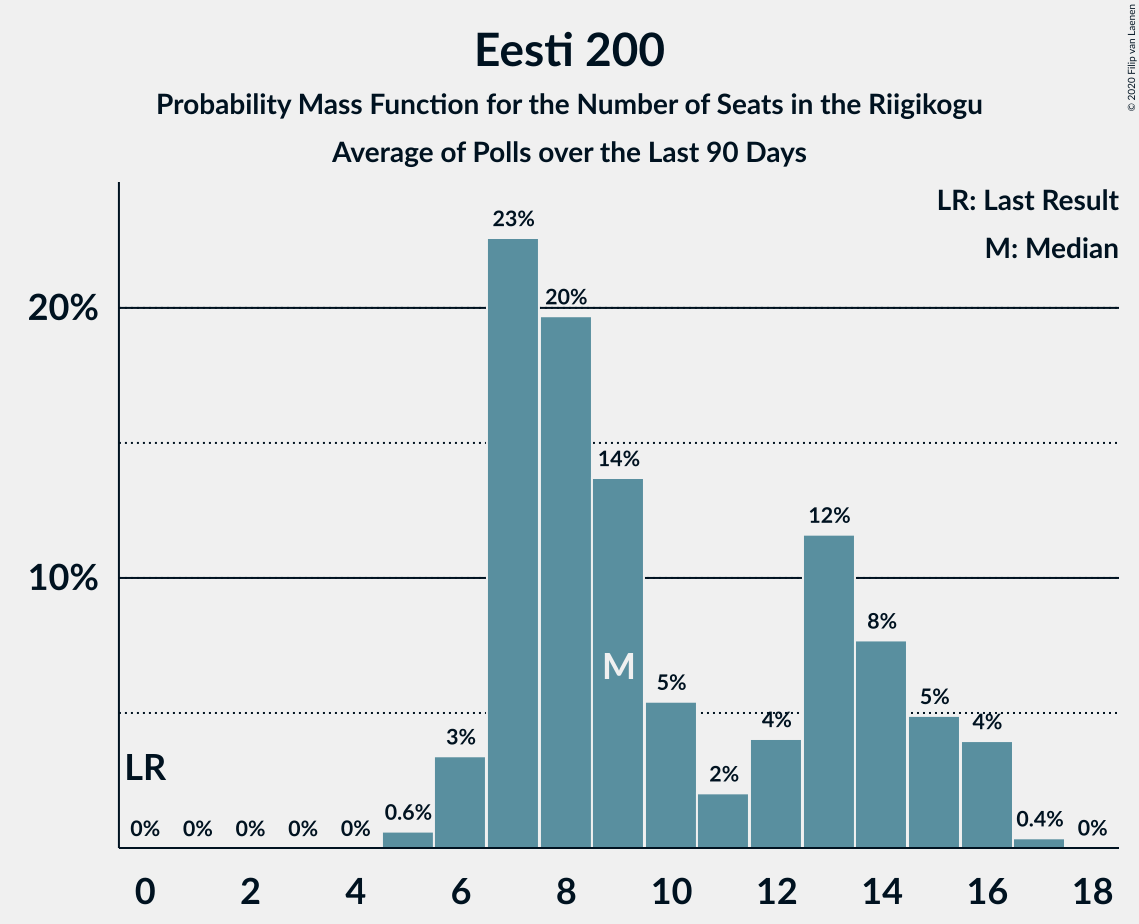 Eesti 200
Probability Mass Function for the Number of Seats in the Riigikogu
Average of Polls over the Last 90 Days
© 2020 Filip van Laenen
LR: Last Result
M: Median
20%
10%
23%
20%
14%
12%
8%
5%
5%
4%
4%
3%
2%
0.6%
0.4%
0%
0%
0%
0%
0%
0%
LR
M
0 2 4 6 8 10 12 14 16 18